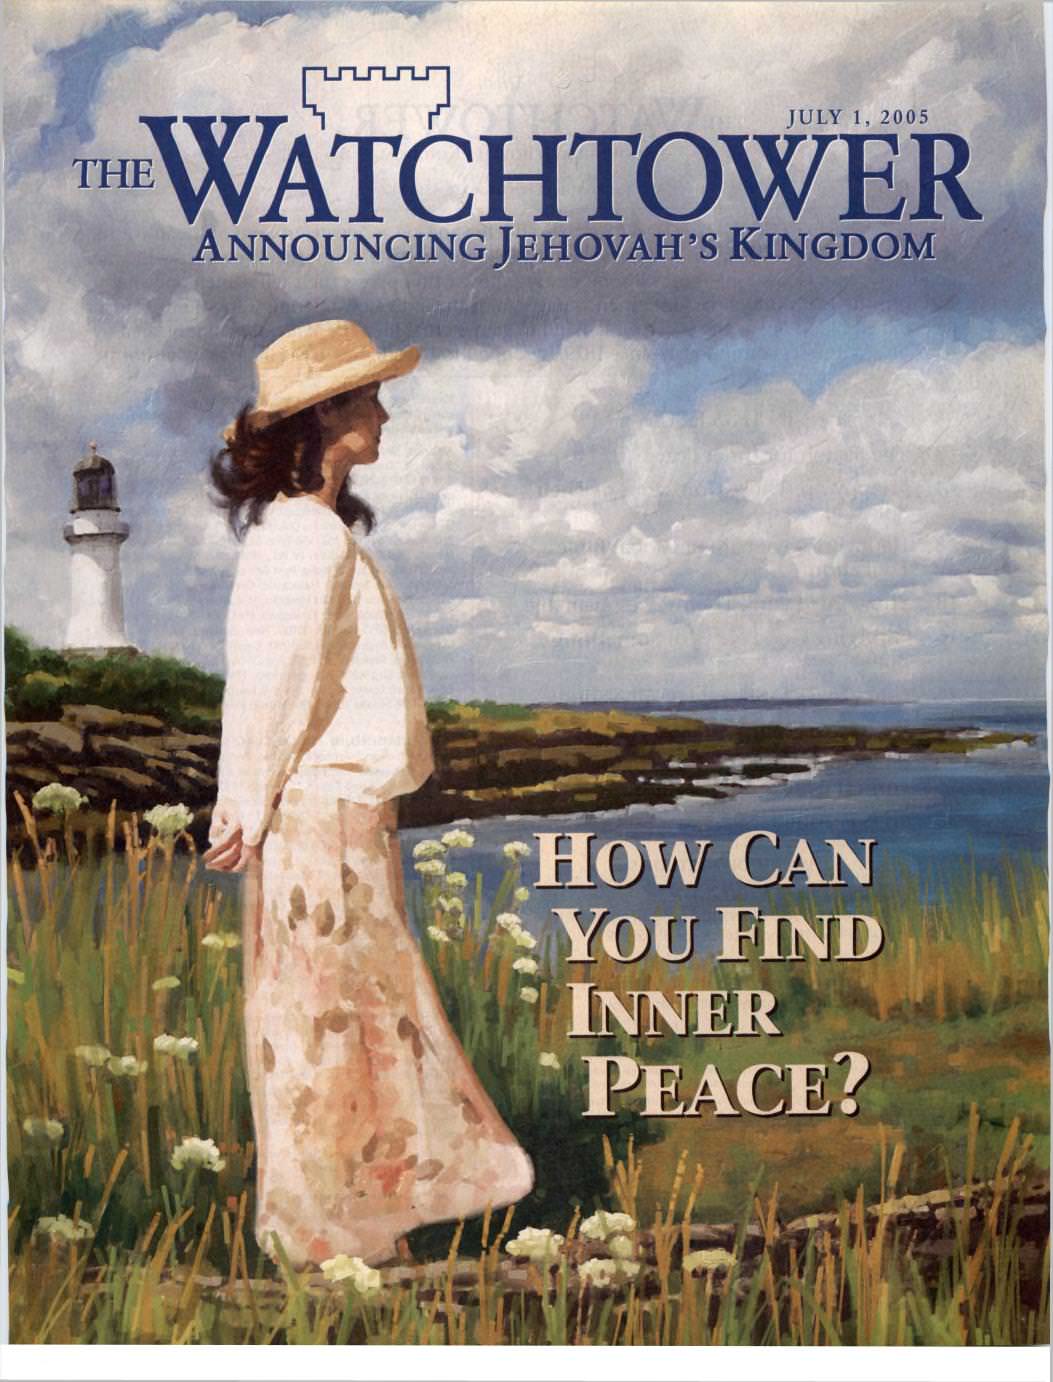 JULY 1, 2005
THE WATCHTOWER
ANNOUNCING JEHOVAH'S KINGDOM
HOW CAN
YOU FIND
INNER
PEACE?